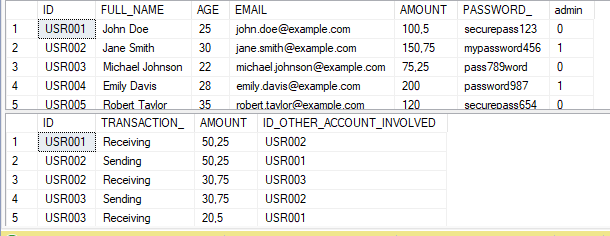 ID FULL_NAME AGE EMAIL AMOUNT PASSWORD_ admin
1 USR001 John Doe 25 john.doe@example.com 100,5 securepass123 0
2 USR002 Jane Smith 30 jane.smith@example.com 150,75 mypassword456 1
3 USR003 Michael Johnson 22 michael.johnson@example.com 75,25 pass789word 0
4 USR004 Emily Davis 28 emily.davis@example.com 200 password987 1
5 USR005 Robert Taylor 35 robert.taylor@example.com 120 securepass654 0
ID TRANSACTION_ AMOUNT ID_OTHER_ACCOUNT_INVOLVED
1 USR001 Receiving 50,25 USR002
2 USR002 Sending 50,25 USR001
3 USR002 Receiving 30,75 USR003
4 USR003 Sending 30,75 USR002
5 USR003 Receiving 20,5 USR001